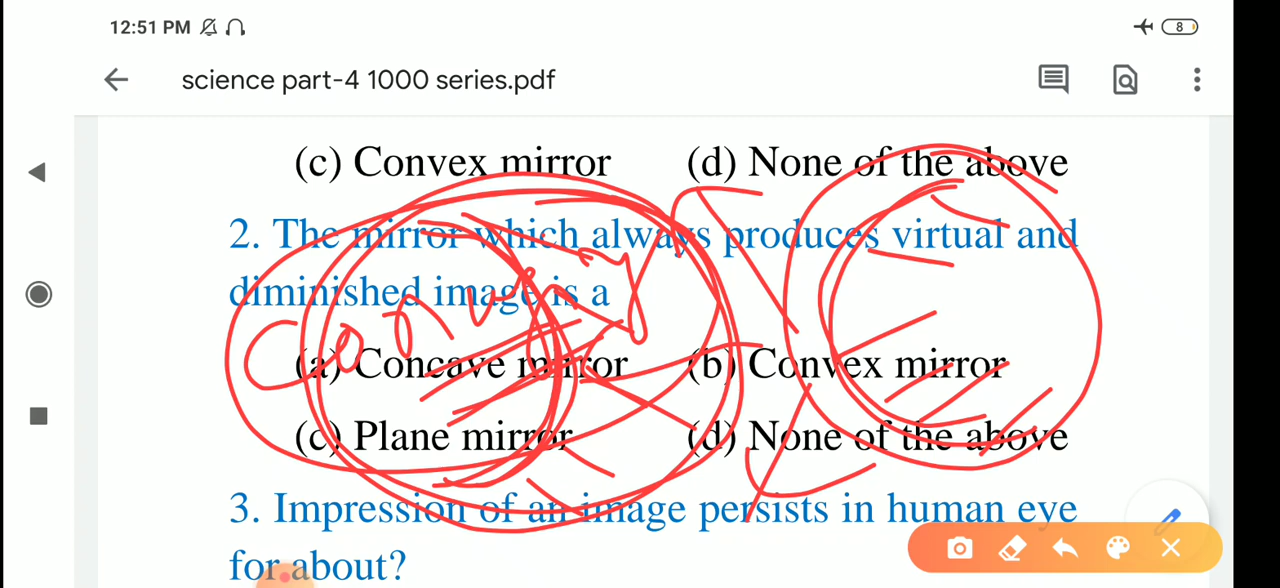 12:51 PM 8
science part-4 1000 series.pdf
(c) Convex mirror (d) None of the above
2. The mirror which always produces virtual and
diminished image is a
(a) Concave mirror (b) Convex mirror
(c) Plane mirror (d) None of the above
3. Impression of an image persists in human eye
for about?